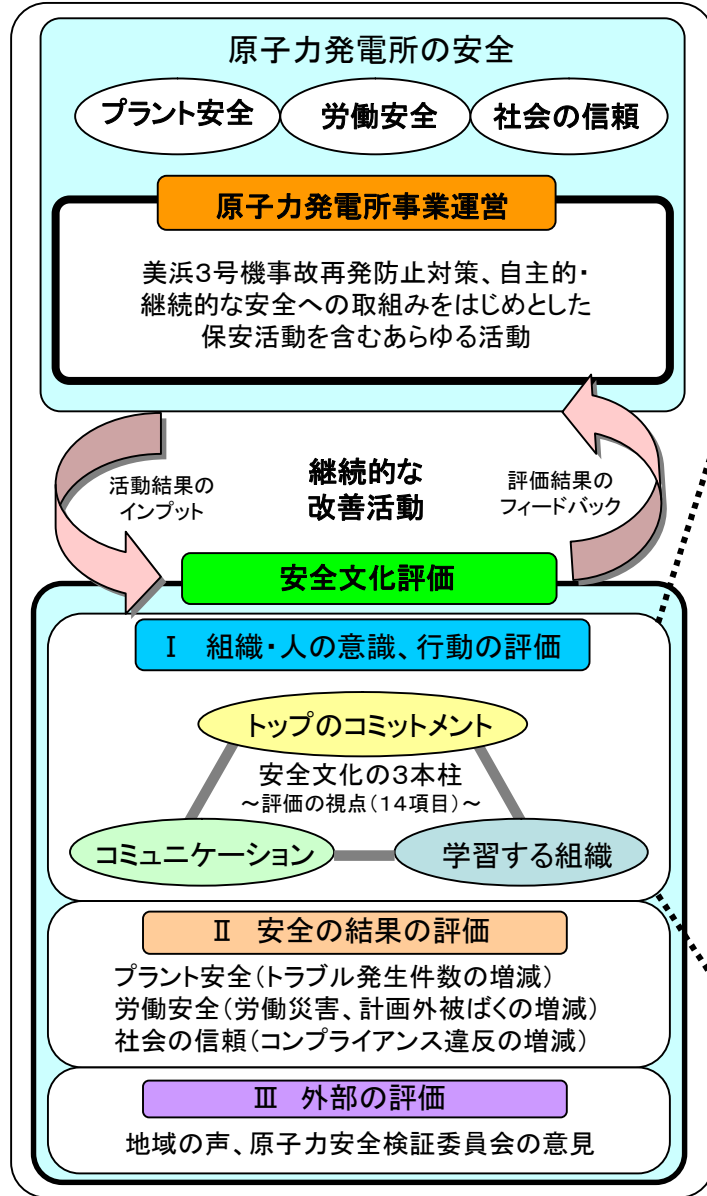 原子力発電所の安全
プラント安全
労働安全
社会の信頼
原子力発電所事業運営
美浜3号機事故再発防止対策、自主的・
継続的な安全への取組みをはじめとした
保安活動を含むあらゆる活動
活動結果の
インプット
継続的な
改善活動
評価結果の
フィードバック
安全文化評価
Ⅰ 組織・人の意識、行動の評価
トップのコミットメント
安全文化の3本柱
~評価の視点(14項目)~
コミュニケーション
学習する組織
Ⅱ 安全の結果の評価
プラント安全(トラブル発生件数の増減)
労働安全(労働災害、計画外被ばくの増減)
社会の信頼(コンプライアンス違反の増減)
Ⅲ 外部の評価
地域の声、原子力安全検証委員会の意見